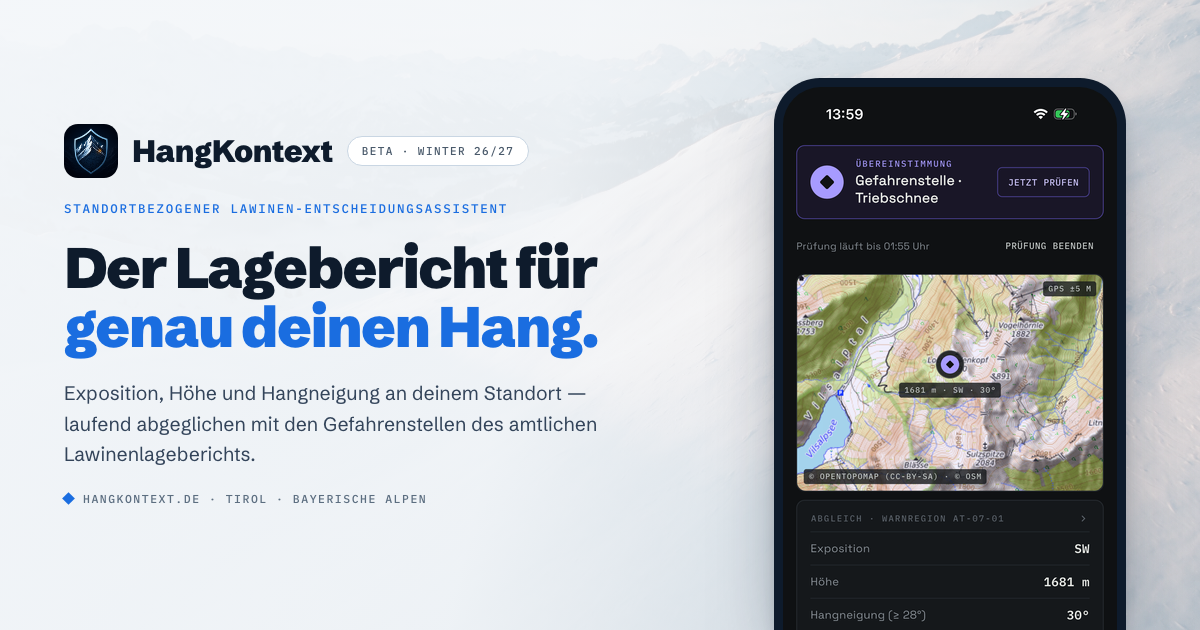 HangKontext
BETA · WINTER 26/27
STANDORTBEZOGENER LAWINEN-ENTSCHEIDUNGSASSISTENT
Der Lagebericht für
genau deinen Hang.
Exposition, Höhe und Hangneigung an deinem Standort —
laufend abgeglichen mit den Gefahrenstellen des amtlichen
Lawinenlageberichts.
HANGKONTEXT.DE · TIROL · BAYERISCHE ALPEN
13:59
ÜBEREINSTIMMUNG
Gefahrenstelle ·
Triebschnee
JETZT PRÜFEN
Prüfung läuft bis 01:55 Uhr
PRÜFUNG BEENDEN
GPS ±5 M
1753
Vogelhörnle
1882
Vilsalptal
1681 m · SW · 30°
Vilsalpsee
Sulzspitze
2084
Blässe
© OPENTOPOMAP (CC-BY-SA) · © OSM
ABGLEICH · WARNREGION AT-07-01
Exposition
SW
Höhe
1681 m
Hangneigung (≥ 28°)
30°